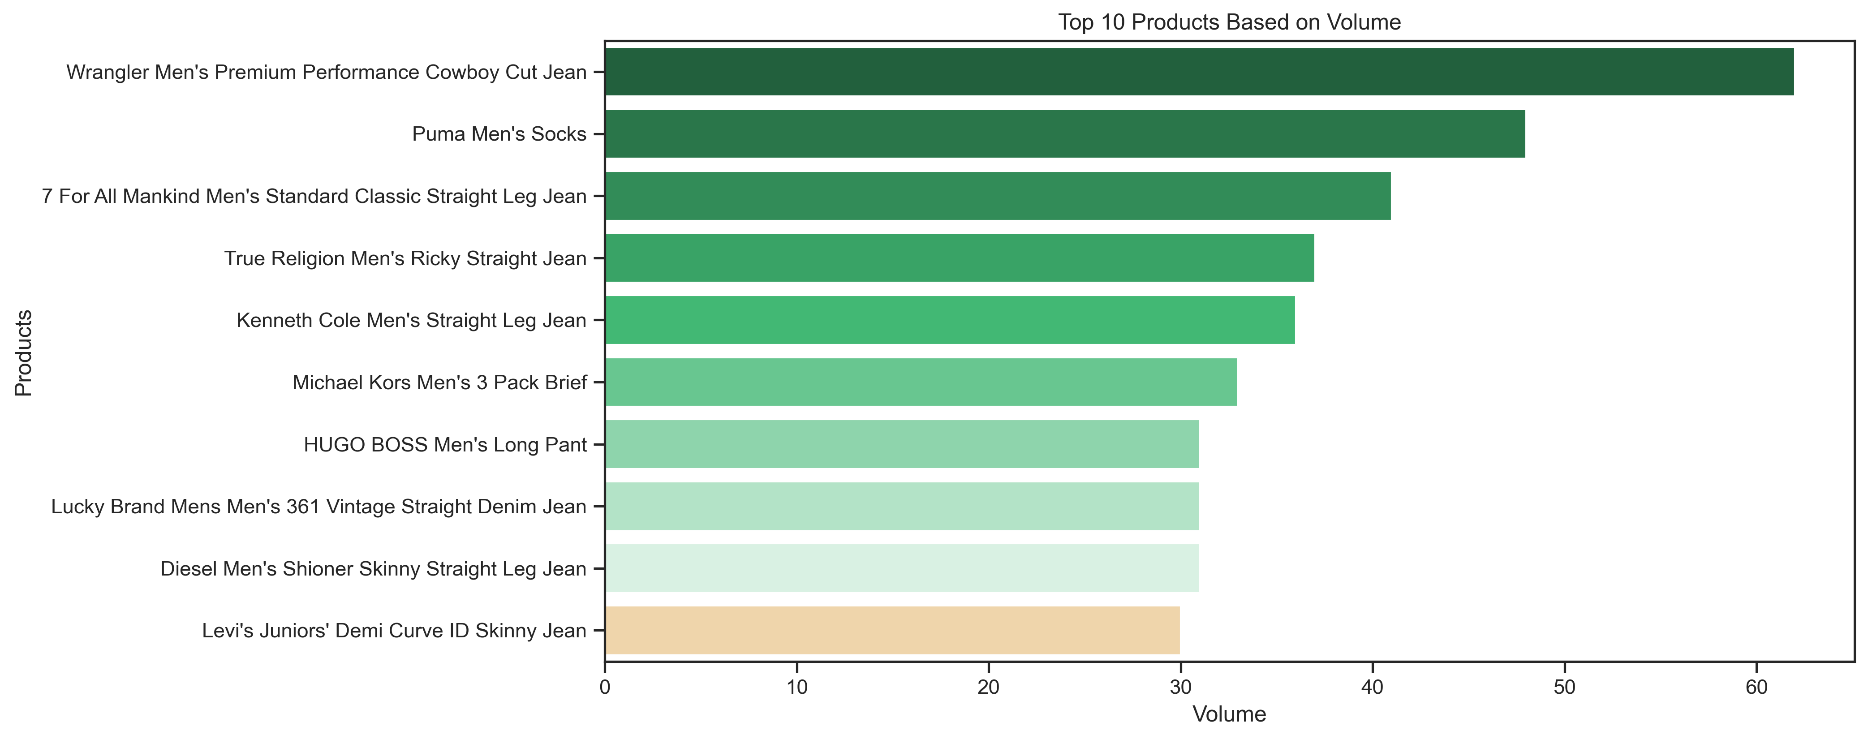 Top 10 Products Based on Volume
Wrangler Men's Premium Performance Cowboy Cut Jean
Puma Men's Socks
7 For All Mankind Men's Standard Classic Straight Leg Jean
True Religion Men's Ricky Straight Jean
Kenneth Cole Men's Straight Leg Jean
Michael Kors Men's 3 Pack Brief
HUGO BOSS Men's Long Pant
Lucky Brand Mens Men's 361 Vintage Straight Denim Jean
Diesel Men's Shioner Skinny Straight Leg Jean
Levi's Juniors' Demi Curve ID Skinny Jean
Products
0 10 20 30 40 50 60
Volume